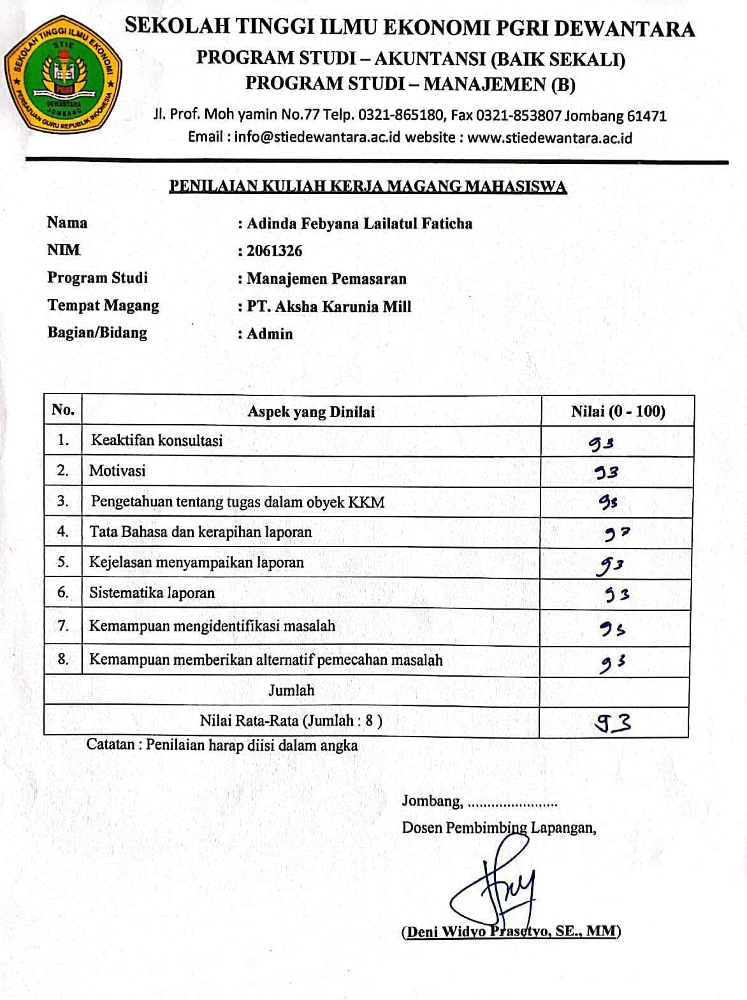 SEKOLAH TINGGI ILMU EKONOMI PGRI DEWANTARA
PROGRAM STUDI – AKUNTANSI (BAIK SEKALI)
PROGRAM STUDI – MANAJEMEN (B)
Jl. Prof. Moh yamin No.77 Telp. 0321-865180, Fax 0321-853807 Jombang 61471
Email : info@stiedewantara.ac.id website : www.stiedewantara.ac.id
SEKOLAH TINGGI ILMU EKONOMI
STIE
PGRI
DEWANTARA
JOMBANG
PERSATUAN GURU REPUBLIK INDONESIA
PENILAIAN KULIAH KERJA MAGANG MAHASISWA
Nama : Adinda Febyana Lailatul Faticha
NIM : 2061326
Program Studi : Manajemen Pemasaran
Tempat Magang : PT. Aksha Karunia Mill
Bagian/Bidang : Admin
No. Aspek yang Dinilai Nilai (0 - 100)
1. Keaktifan konsultasi 93
2. Motivasi 93
3. Pengetahuan tentang tugas dalam obyek KKM
4. Tata Bahasa dan kerapihan laporan
5. Kejelasan menyampaikan laporan 93
6. Sistematika laporan 93
7. Kemampuan mengidentifikasi masalah
8. Kemampuan memberikan alternatif pemecahan masalah 93
Jumlah
Nilai Rata-Rata (Jumlah : 8 ) 93
Catatan : Penilaian harap diisi dalam angka
Jombang, .......................
Dosen Pembimbing Lapangan,
(Deni Widyo Prasetyo, SE., MM)